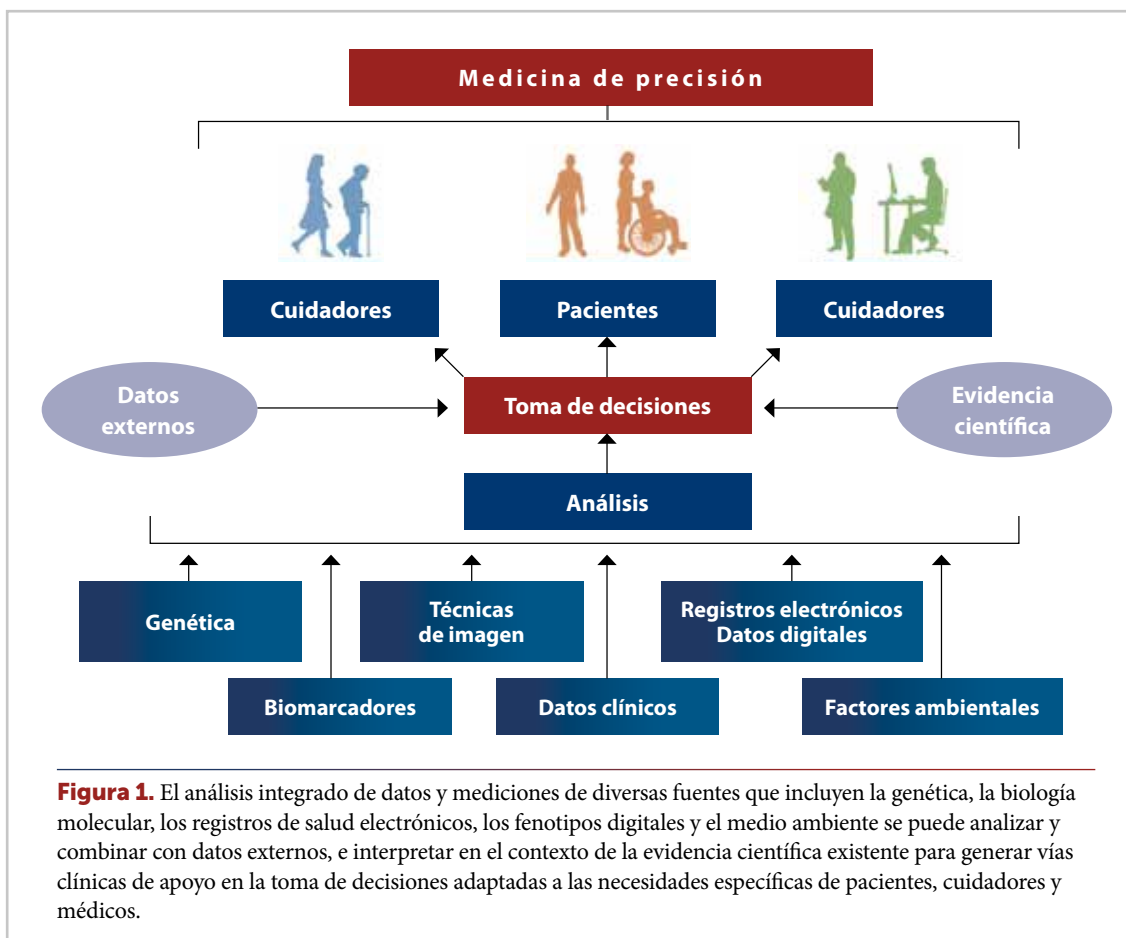 Medicina de precisión
Cuidadores
Pacientes
Cuidadores
Datos
externos
Toma de decisiones
Evidencia
científica
Análisis
Genética
Técnicas
de imagen
Registros electrónicos
Datos digitales
Biomarcadores
Datos clínicos
Factores ambientales
Figura 1. El análisis integrado de datos y mediciones de diversas fuentes que incluyen la genética, la biología
molecular, los registros de salud electrónicos, los fenotipos digitales y el medio ambiente se puede analizar y
combinar con datos externos, e interpretar en el contexto de la evidencia científica existente para generar vías
clínicas de apoyo en la toma de decisiones adaptadas a las necesidades específicas de pacientes, cuidadores y
médicos.